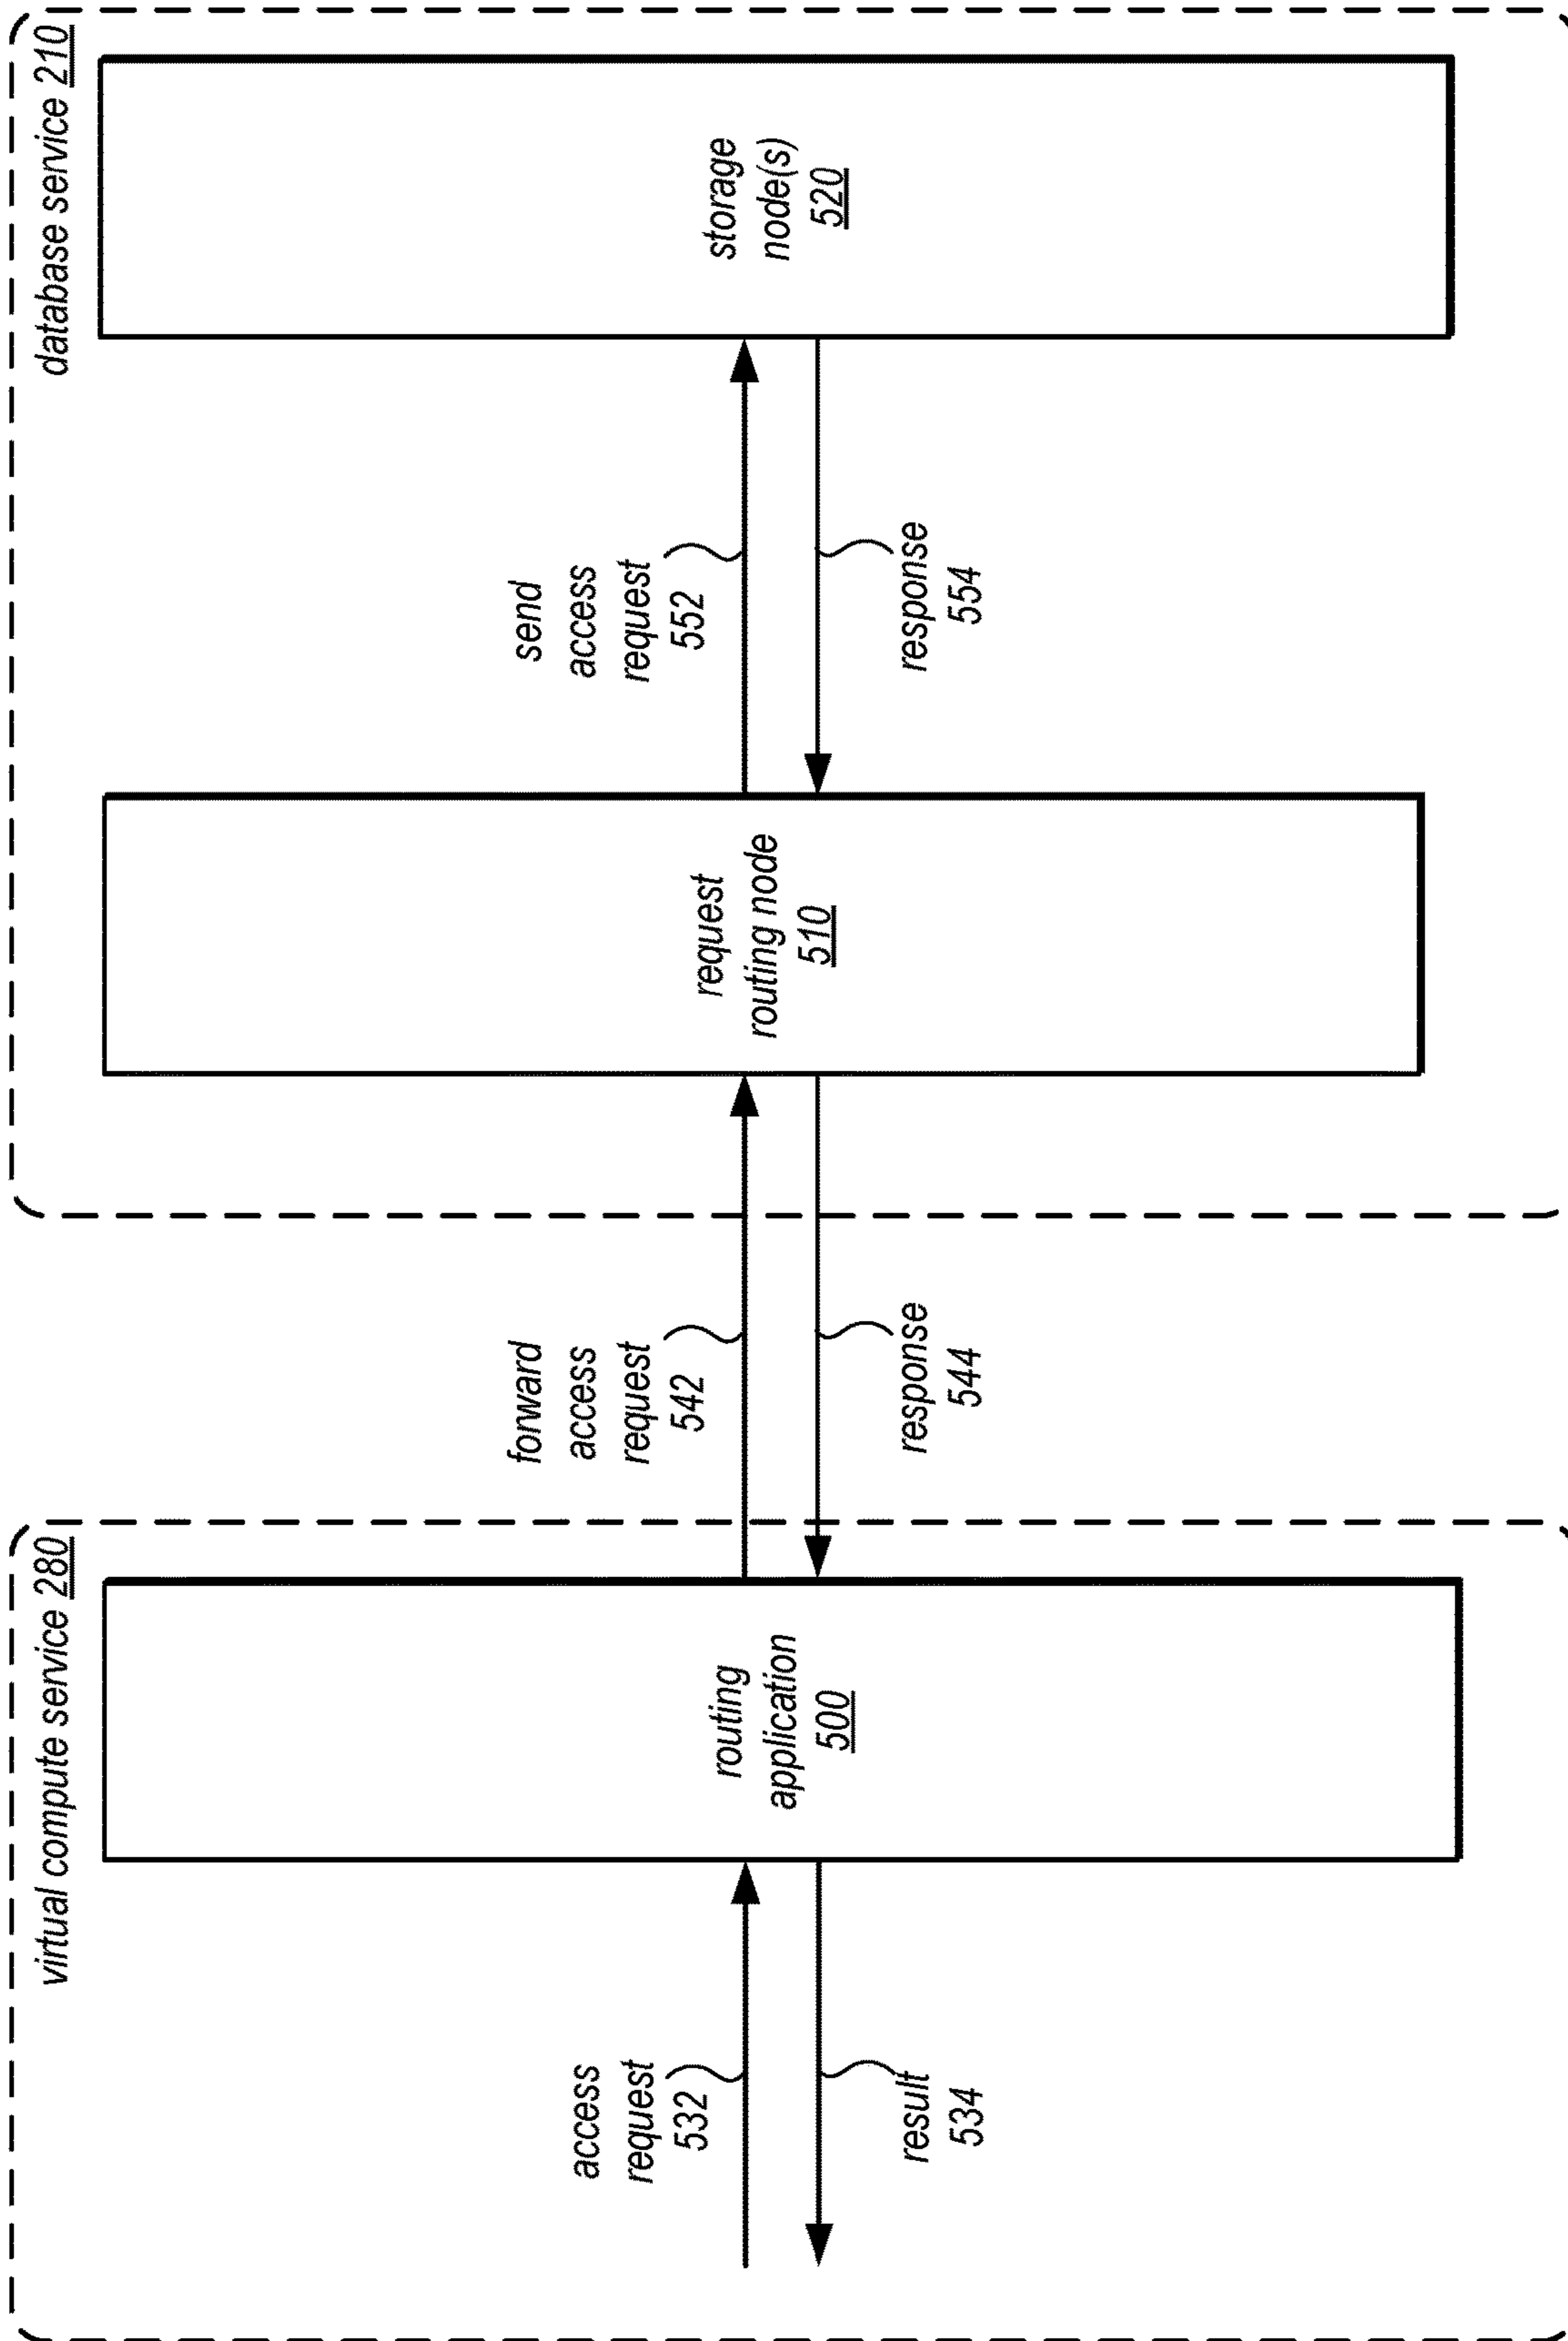 virtual compute service 280
access
request
532
result
534
routing
application
500
forward
access
request
542
response
544
database service 210
request
routing node
510
send
access
request
552
response
554
storage
node(s)
520